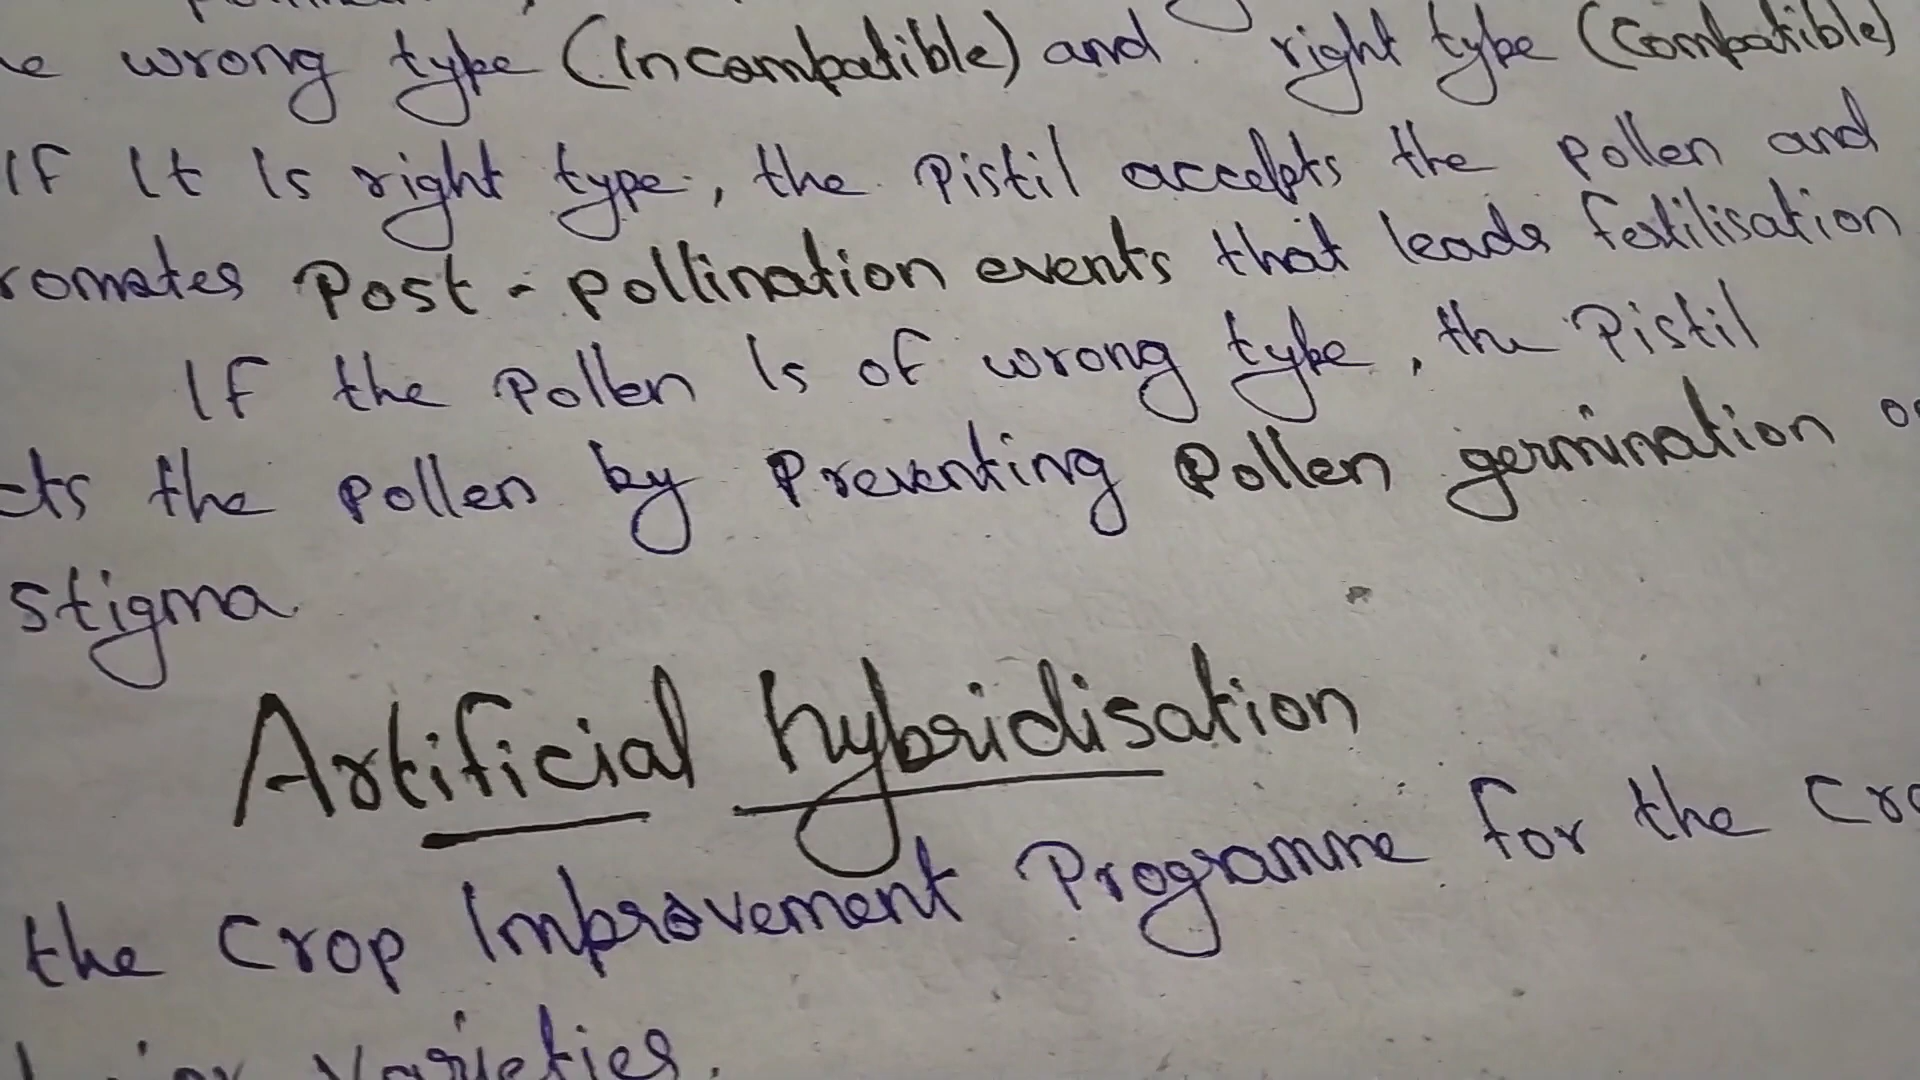 wrong type (Incompatible) and right type (Compatible)
If It Is right type, the Pistil accepts the pollen and
romotes Post - pollination events that leads fertilisation
If the Pollen Is of wrong type, the Pistil
cts the pollen by Preventing Pollen germination
stigma
Artificial hybridisation
the Crop Improvement Programme for the Cro
Varieties.